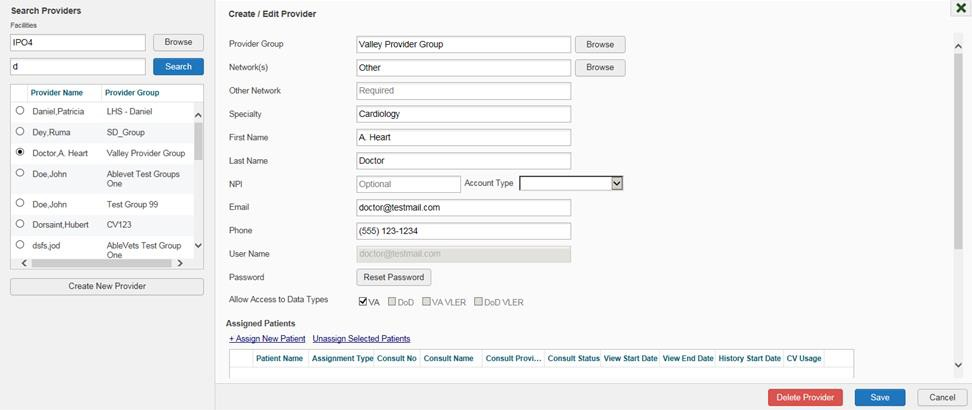 Search Providers
Facilities
IPO4 Browse
d Search
Provider Name Provider Group
Daniel,Patricia LHS - Daniel
Dey,Ruma SD_Group
Doctor,A. Heart Valley Provider Group
Doe,John Ablevet Test Groups
One
Doe,John Test Group 99
Dorsaint,Hubert CV123
dsfs,jod AbleVets Test Group
One
Create New Provider
Create / Edit Provider
Provider Group Valley Provider Group Browse
Network(s) Other Browse
Other Network Required
Specialty Cardiology
First Name A. Heart
Last Name Doctor
NPI Optional Account Type
Email doctor@testmail.com
Phone (555) 123-1234
User Name doctor@testmail.com
Password Reset Password
Allow Access to Data Types VA DoD VA VLER DoD VLER
Assigned Patients
+ Assign New Patient Unassign Selected Patients
Patient Name Assignment Type Consult No Consult Name Consult Provi... Consult Status View Start Date View End Date History Start Date CV Usage
Delete Provider Save Cancel